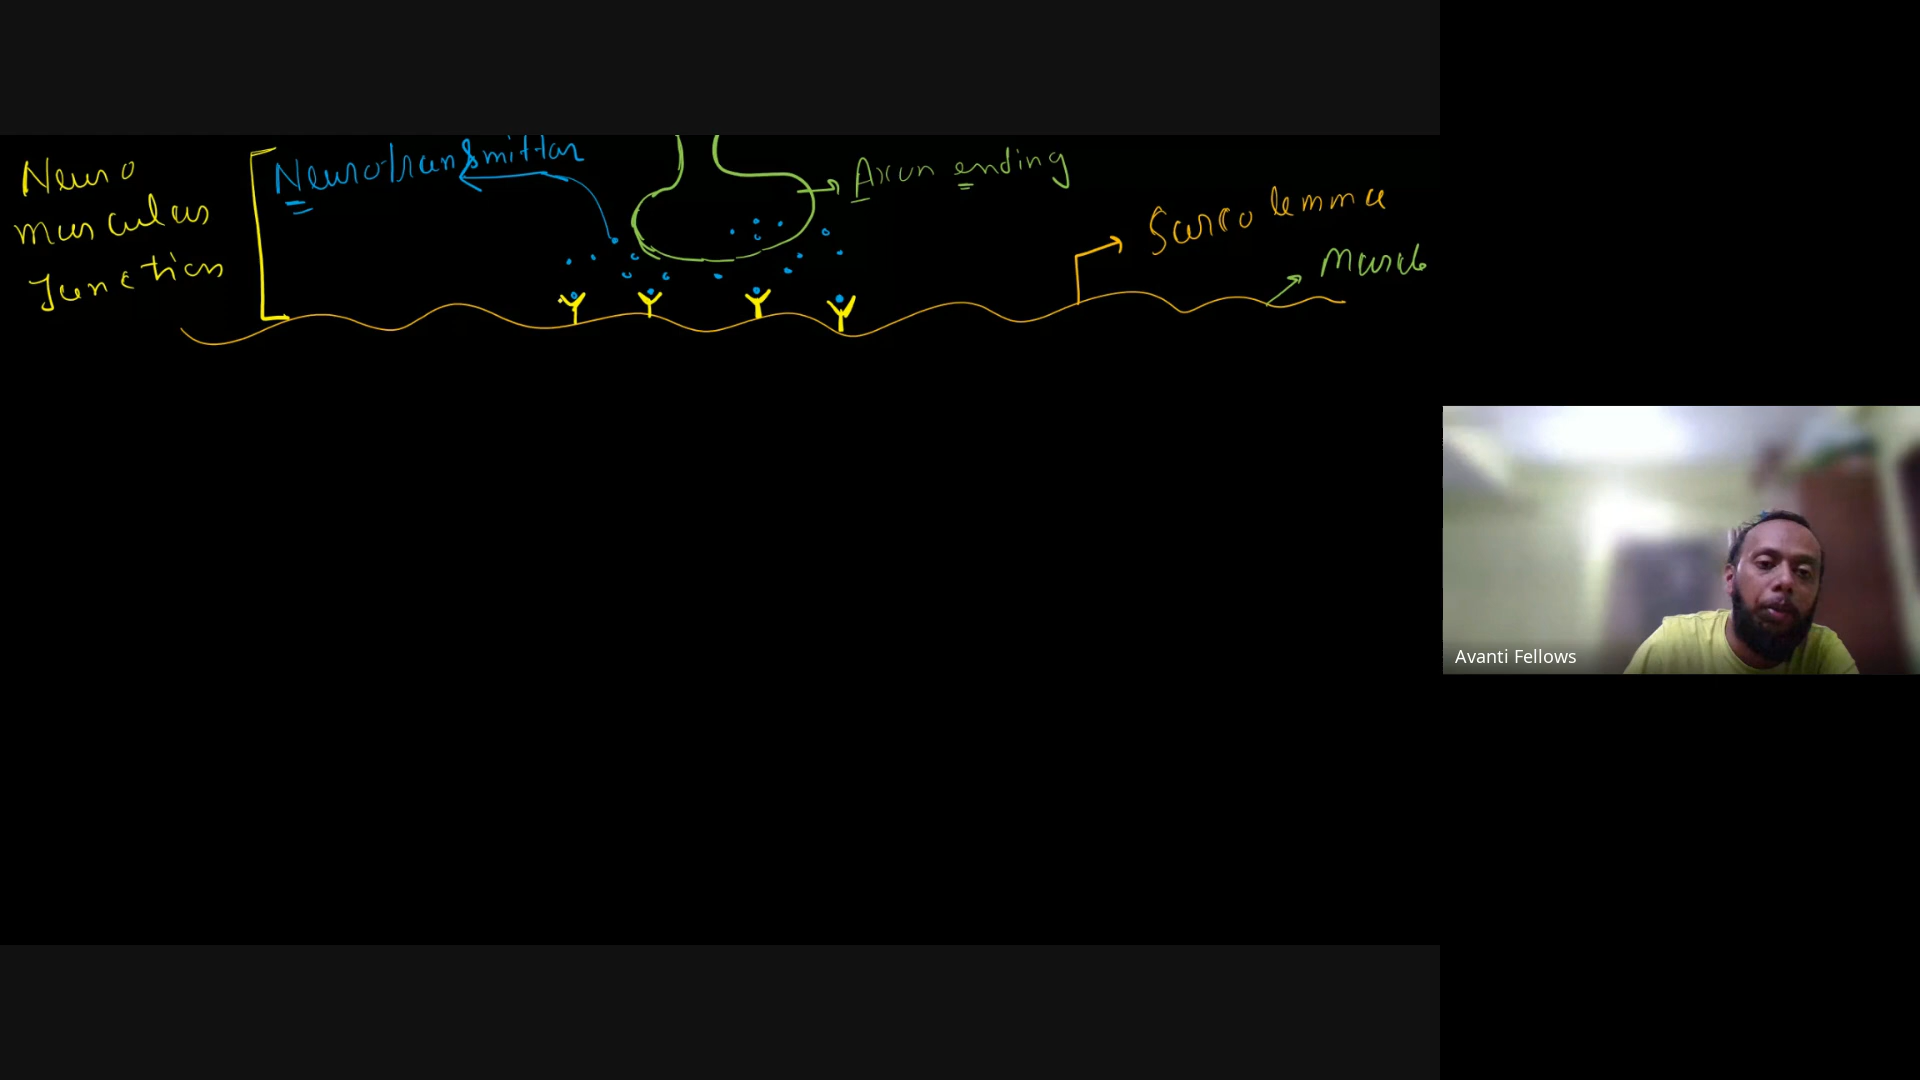 Neuro
muscular
Junction
Neurotransmitter
Axon ending
Sarcolemma
Muscle
Avanti Fellows